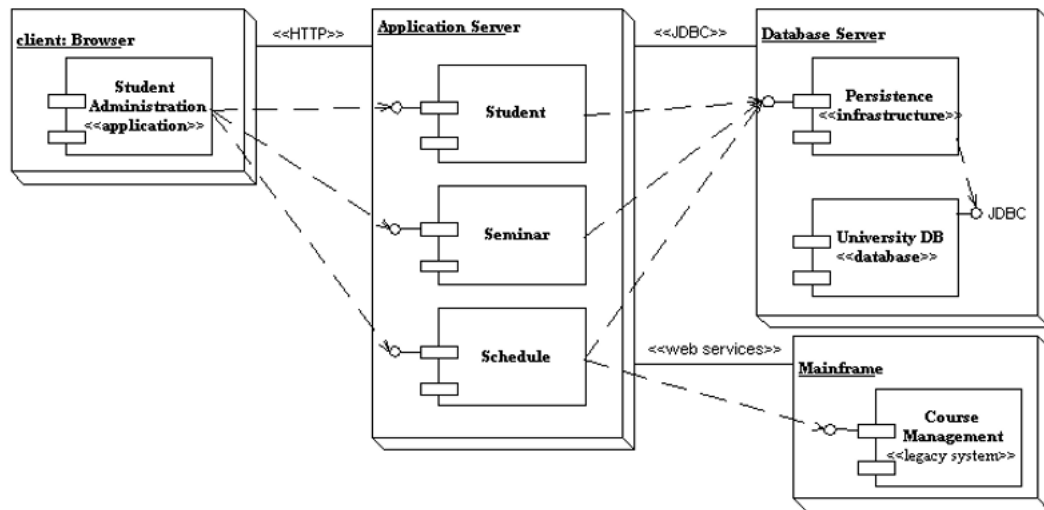 client: Browser
Student
Administration
<<application>>
<<HTTP>>
Application Server
Student
Seminar
Schedule
<<JDBC>>
Database Server
Persistence
<<infrastructure>>
JDBC
University DB
<<database>>
<<web services>>
Mainframe
Course
Management
<<legacy system>>